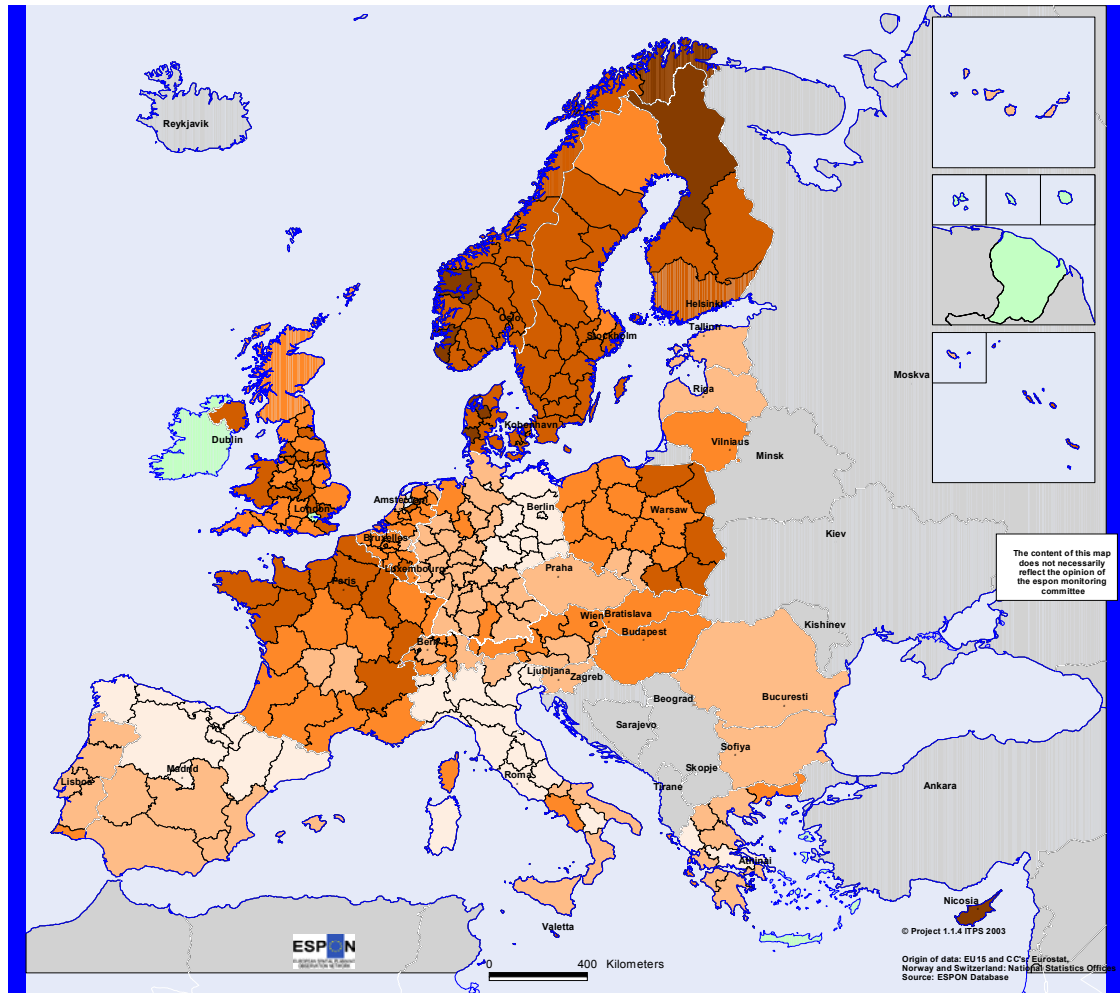 Reykjavik
Helsinki
Tallinn
Oslo
Stockholm
Moskva
Riga
Dublin
Kobenhavn
Vilniaus
Minsk
Amsterdam
London
Berlin
Warsaw
Kiev
Bruxelles
Luxembourg
Praha
The content of this map
does not necessarily
reflect the opinion of
the espon monitoring
committee
Paris
Wien
Bratislava
Kishinev
Bern
Budapest
Ljubljana
Zagreb
Beograd
Bucuresti
Sarajevo
Sofiya
Madrid
Lisboa
Roma
Skopje
Tirane
Ankara
Athinai
Nicosia
Valetta
© Project 1.1.4 ITPS 2003
ESPON
0 400 Kilometers
Origin of data: EU15 and CC's: Eurostat,
Norway and Switzerland: National Statistics Offices
Source: ESPON Database